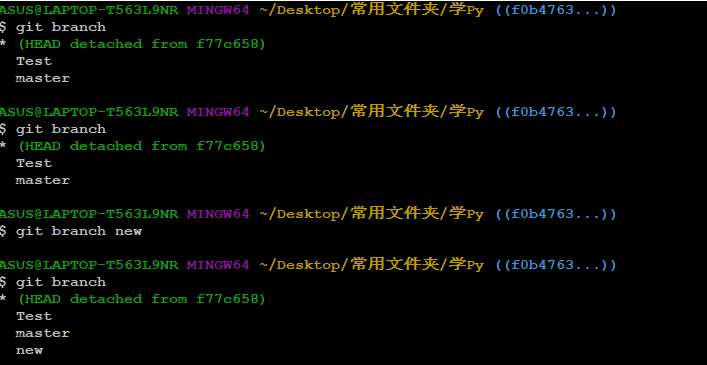 ASUS@LAPTOP-T563L9NR MINGW64 ~/Desktop/常用文件夹/学Py ((f0b4763...))
$ git branch
* (HEAD detached from f77c658)
  Test
  master
ASUS@LAPTOP-T563L9NR MINGW64 ~/Desktop/常用文件夹/学Py ((f0b4763...))
$ git branch
* (HEAD detached from f77c658)
  Test
  master
ASUS@LAPTOP-T563L9NR MINGW64 ~/Desktop/常用文件夹/学Py ((f0b4763...))
$ git branch new
ASUS@LAPTOP-T563L9NR MINGW64 ~/Desktop/常用文件夹/学Py ((f0b4763...))
$ git branch
* (HEAD detached from f77c658)
  Test
  master
  new